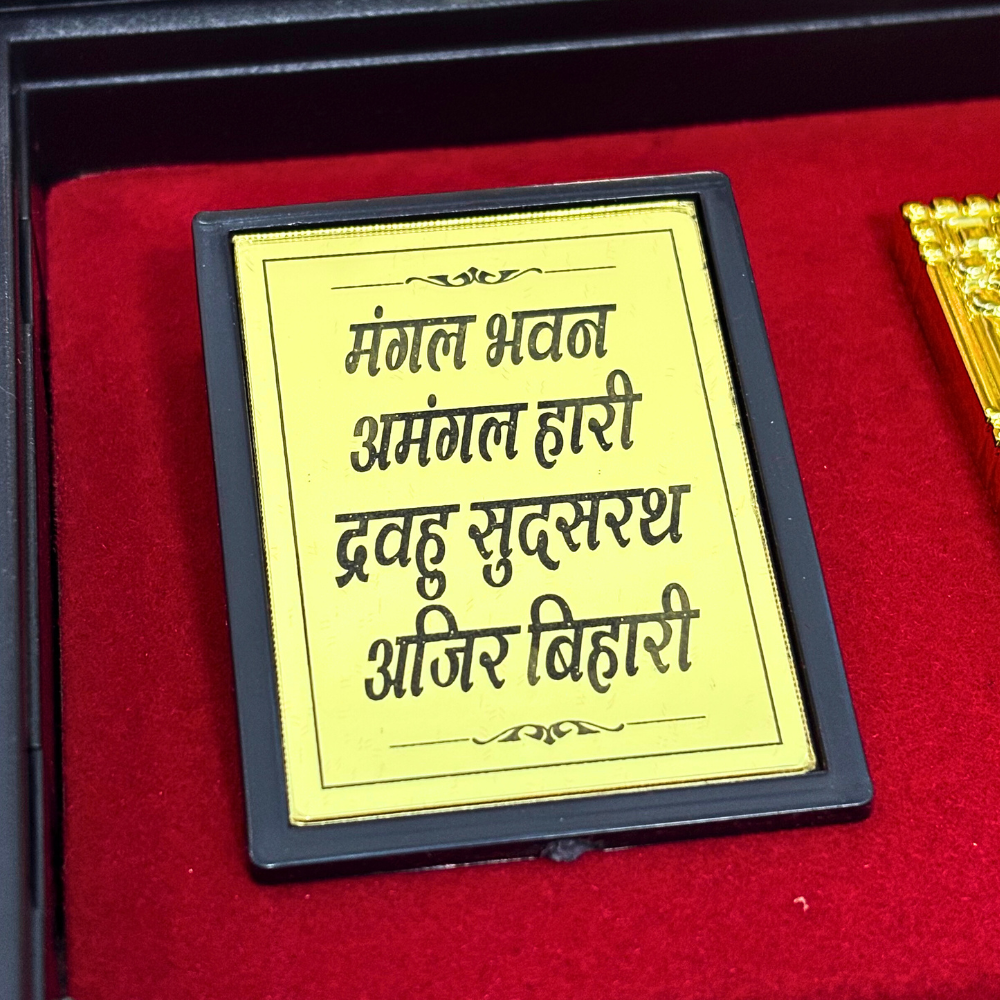 मंगल भवन
अमंगल हारी
द्रवहु सुदसरथ
अजिर बिहारी